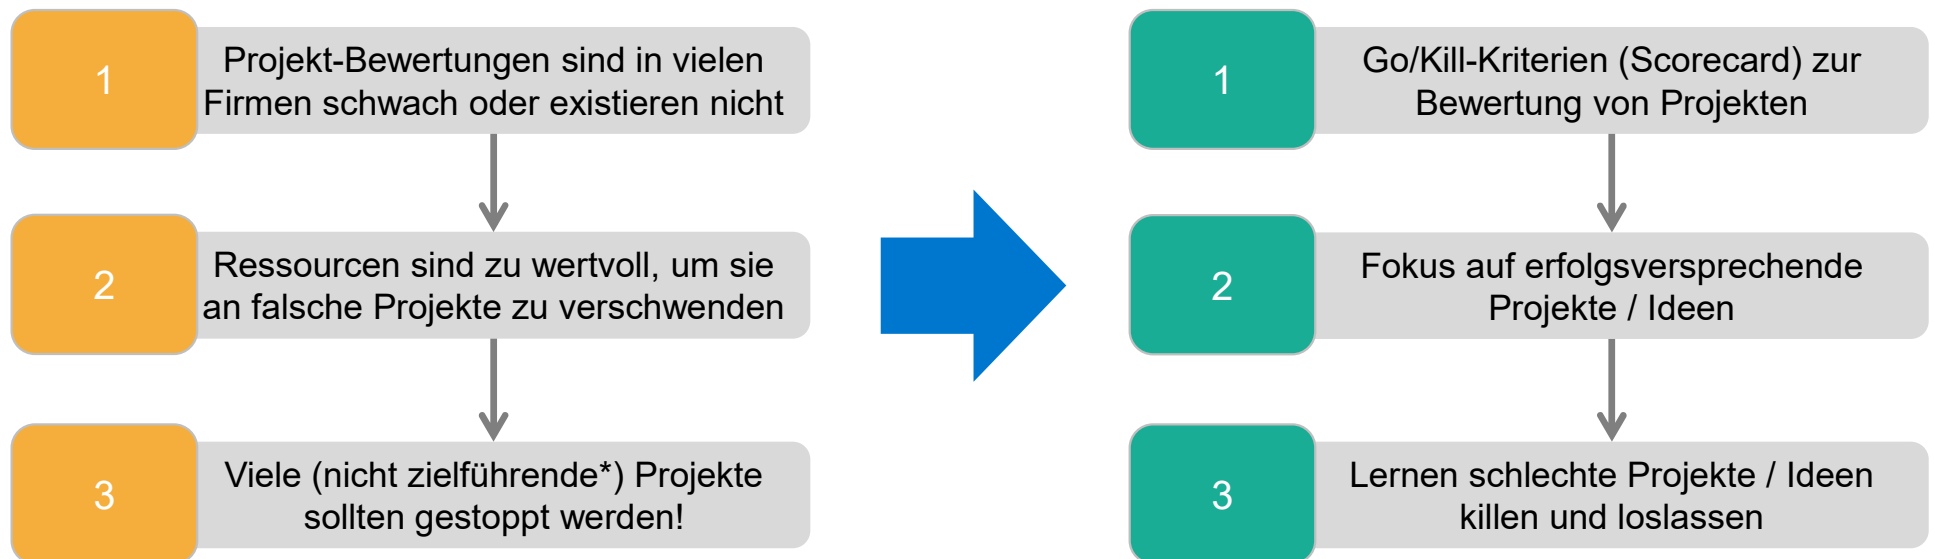 1
Projekt-Bewertungen sind in vielen
Firmen schwach oder existieren nicht
2
Ressourcen sind zu wertvoll, um sie
an falsche Projekte zu verschwenden
3
Viele (nicht zielführende*) Projekte
sollten gestoppt werden!
1
Go/Kill-Kriterien (Scorecard) zur
Bewertung von Projekten
2
Fokus auf erfolgsversprechende
Projekte / Ideen
3
Lernen schlechte Projekte / Ideen
killen und loslassen